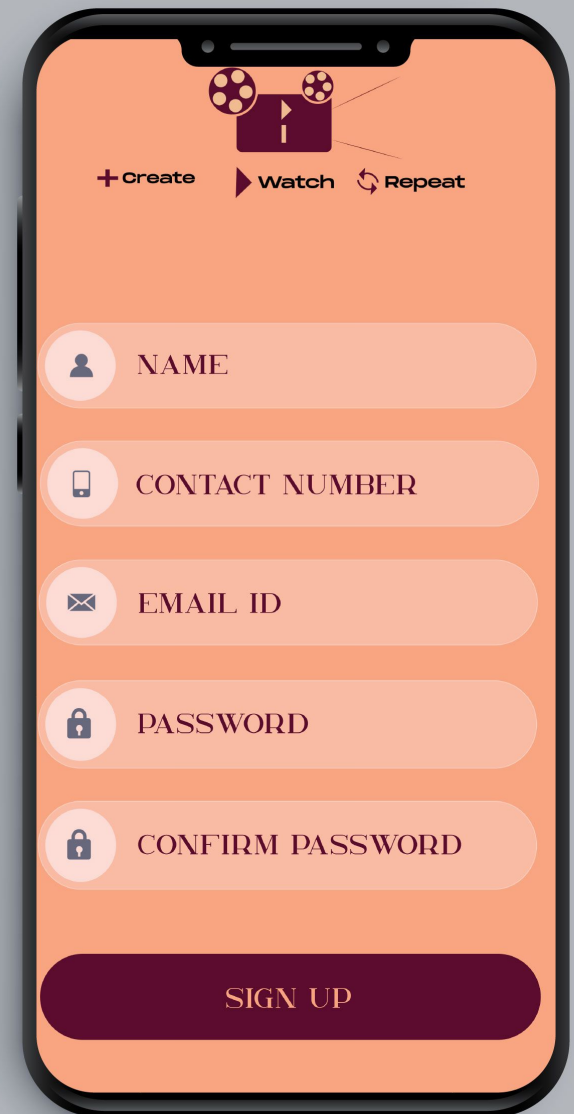 Create Watch Repeat
NAME
CONTACT NUMBER
EMAIL ID
PASSWORD
CONFIRM PASSWORD
SIGN UP